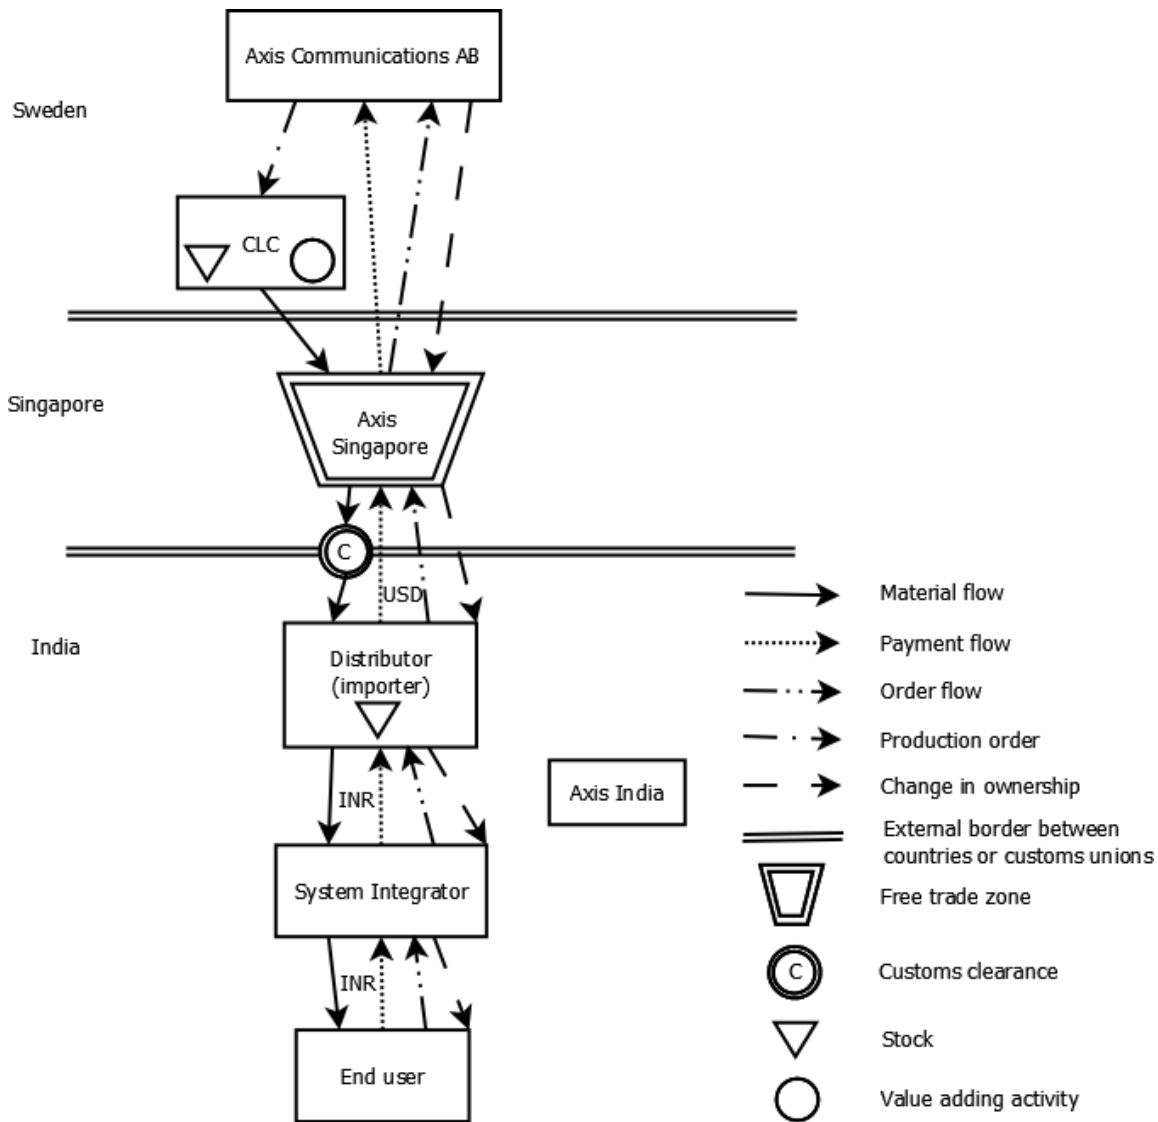 Axis Communications AB
Sweden
CLC
Singapore
Axis
Singapore
C
USD
India
Distributor
(importer)
INR
Axis India
System Integrator
INR
End user
Material flow
Payment flow
Order flow
Production order
Change in ownership
External border between
countries or customs unions
Free trade zone
C
Customs clearance
Stock
Value adding activity